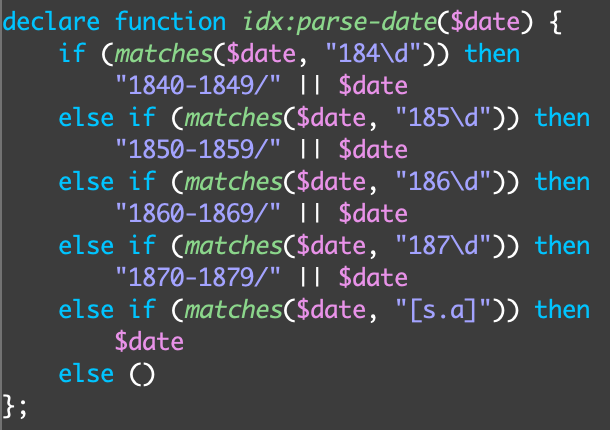 declare function idx:parse-date($date) {
    if (matches($date, "184\d")) then
        "1840-1849/" || $date
    else if (matches($date, "185\d")) then
        "1850-1859/" || $date
    else if (matches($date, "186\d")) then
        "1860-1869/" || $date
    else if (matches($date, "187\d")) then
        "1870-1879/" || $date
    else if (matches($date, "[s.a]")) then
        $date
    else ()
};